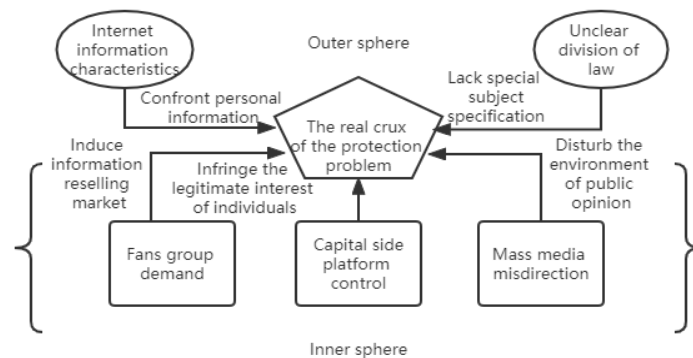 Internet
information
characteristics
Outer sphere
Unclear
division of
law
Confront personal
information
Lack special
subject
specification
The real crux
of the protection
problem
Induce
information
reselling
market
Infringe the
legitimate interest
of individuals
Disturb the
environment
of public
opinion
Fans group
demand
Capital side
platform
control
Mass media
misdirection
Inner sphere